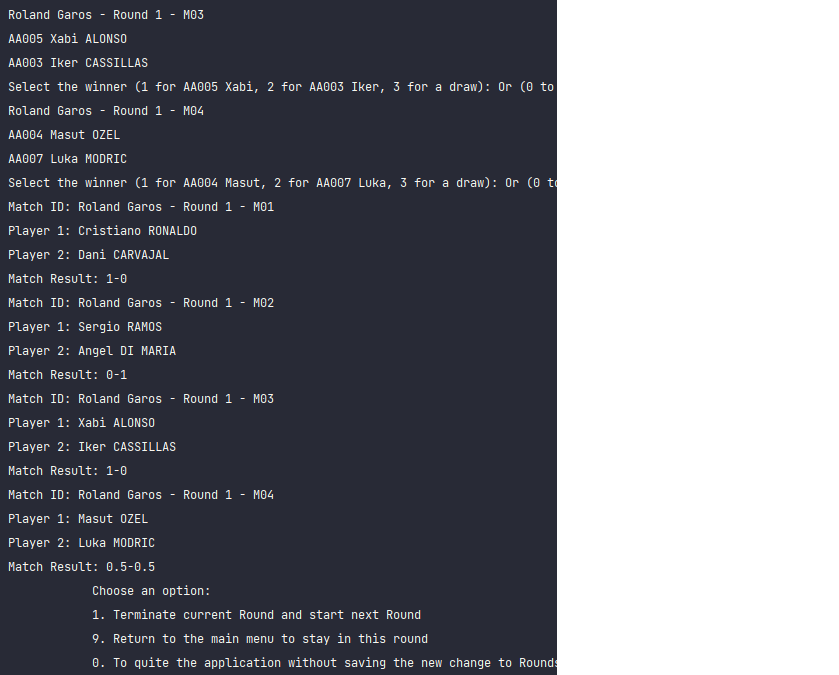 Roland Garos - Round 1 - M03
AA005 Xabi ALONSO
AA003 Iker CASSILLAS
Select the winner (1 for AA005 Xabi, 2 for AA003 Iker, 3 for a draw): Or (0 to
Roland Garos - Round 1 - M04
AA004 Masut OZEL
AA007 Luka MODRIC
Select the winner (1 for AA004 Masut, 2 for AA007 Luka, 3 for a draw): Or (0 to
Match ID: Roland Garos - Round 1 - M01
Player 1: Cristiano RONALDO
Player 2: Dani CARVAJAL
Match Result: 1-0
Match ID: Roland Garos - Round 1 - M02
Player 1: Sergio RAMOS
Player 2: Angel DI MARIA
Match Result: 0-1
Match ID: Roland Garos - Round 1 - M03
Player 1: Xabi ALONSO
Player 2: Iker CASSILLAS
Match Result: 1-0
Match ID: Roland Garos - Round 1 - M04
Player 1: Masut OZEL
Player 2: Luka MODRIC
Match Result: 0.5-0.5
Choose an option:
1. Terminate current Round and start next Round
9. Return to the main menu to stay in this round
0. To quite the application without saving the new change to Rounds